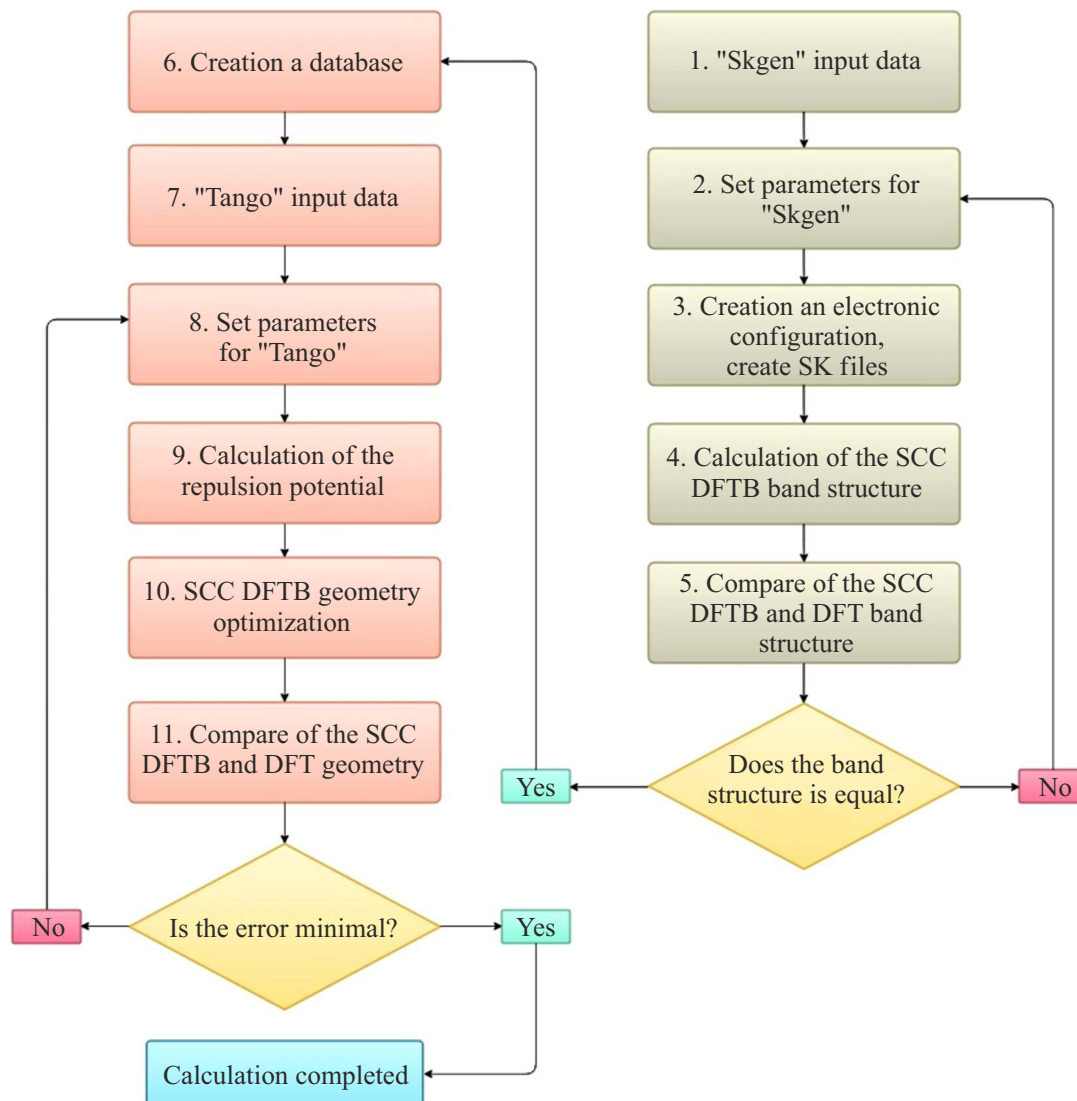 6. Creation a database
7. "Tango" input data
8. Set parameters
for "Tango"
9. Calculation of the
repulsion potential
10. SCC DFTB geometry
optimization
11. Compare of the SCC
DFTB and DFT geometry
Is the error minimal?
No
Yes
Calculation completed
1. "Skgen" input data
2. Set parameters for
"Skgen"
3. Creation an electronic
configuration,
create SK files
4. Calculation of the SCC
DFTB band structure
5. Compare of the SCC
DFTB and DFT band
structure
Does the band
structure is equal?
Yes
No